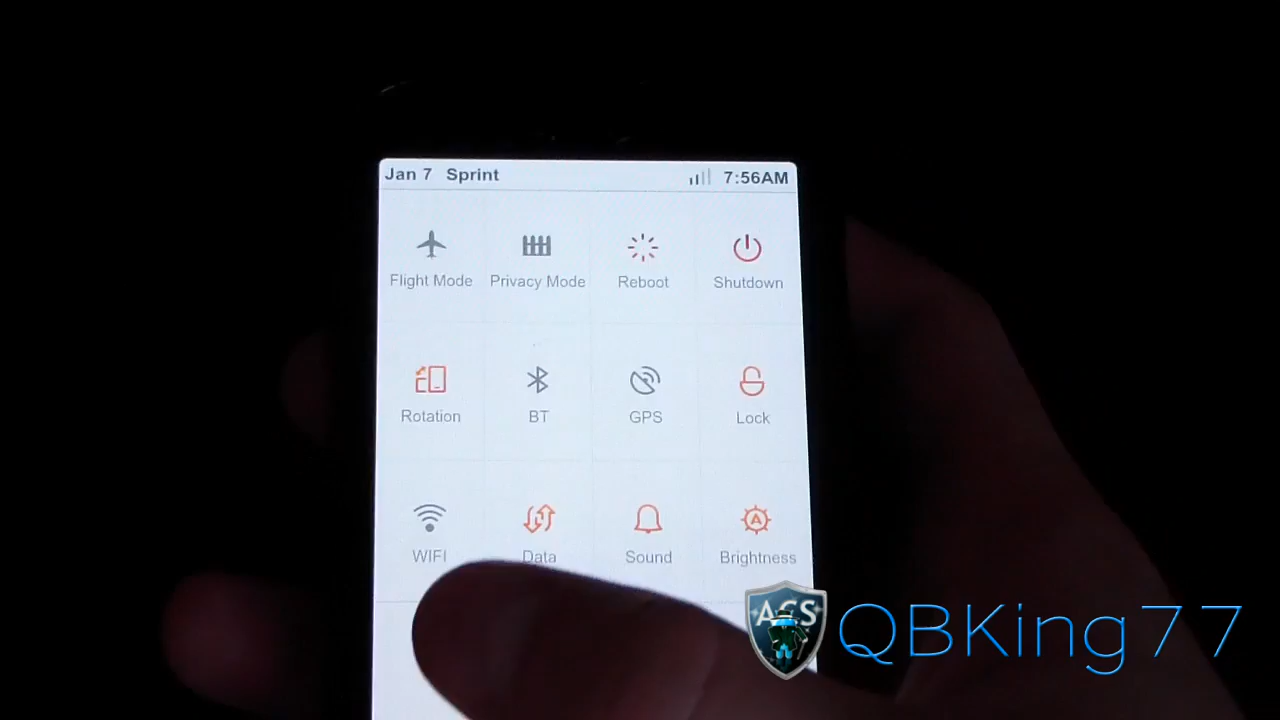 Jan 7 Sprint 7:56AM
Flight Mode Privacy Mode Reboot Shutdown
Rotation BT GPS Lock
WIFI Data Sound Brightness
ACS QBKing77